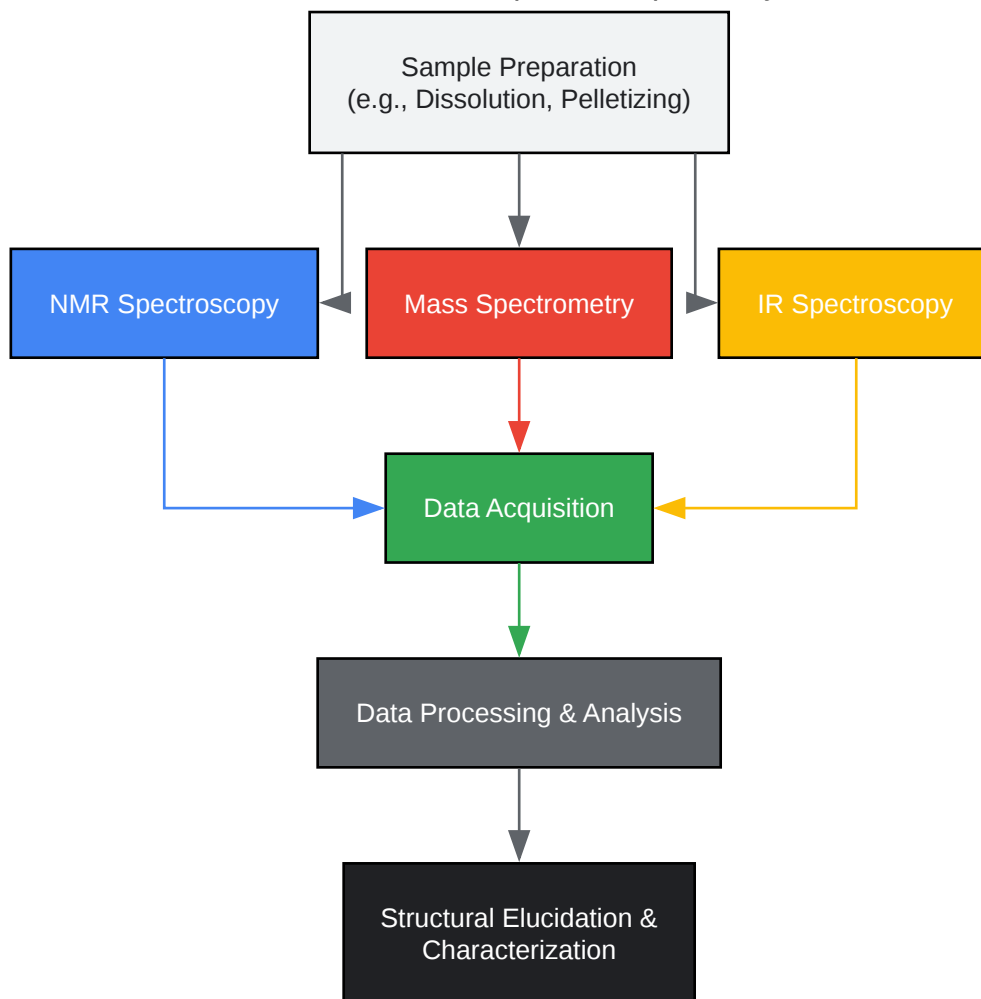 Sample Preparation
(e.g., Dissolution, Pelletizing)
NMR Spectroscopy
Mass Spectrometry
IR Spectroscopy
Data Acquisition
Data Processing & Analysis
Structural Elucidation &
Characterization